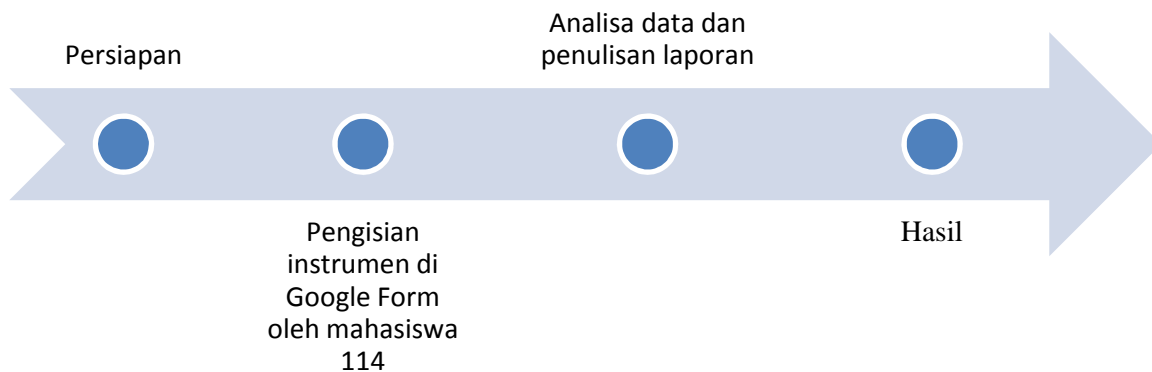 Persiapan
Pengisian
instrumen di
Google Form
oleh mahasiswa
114
Analisa data dan
penulisan laporan
Hasil